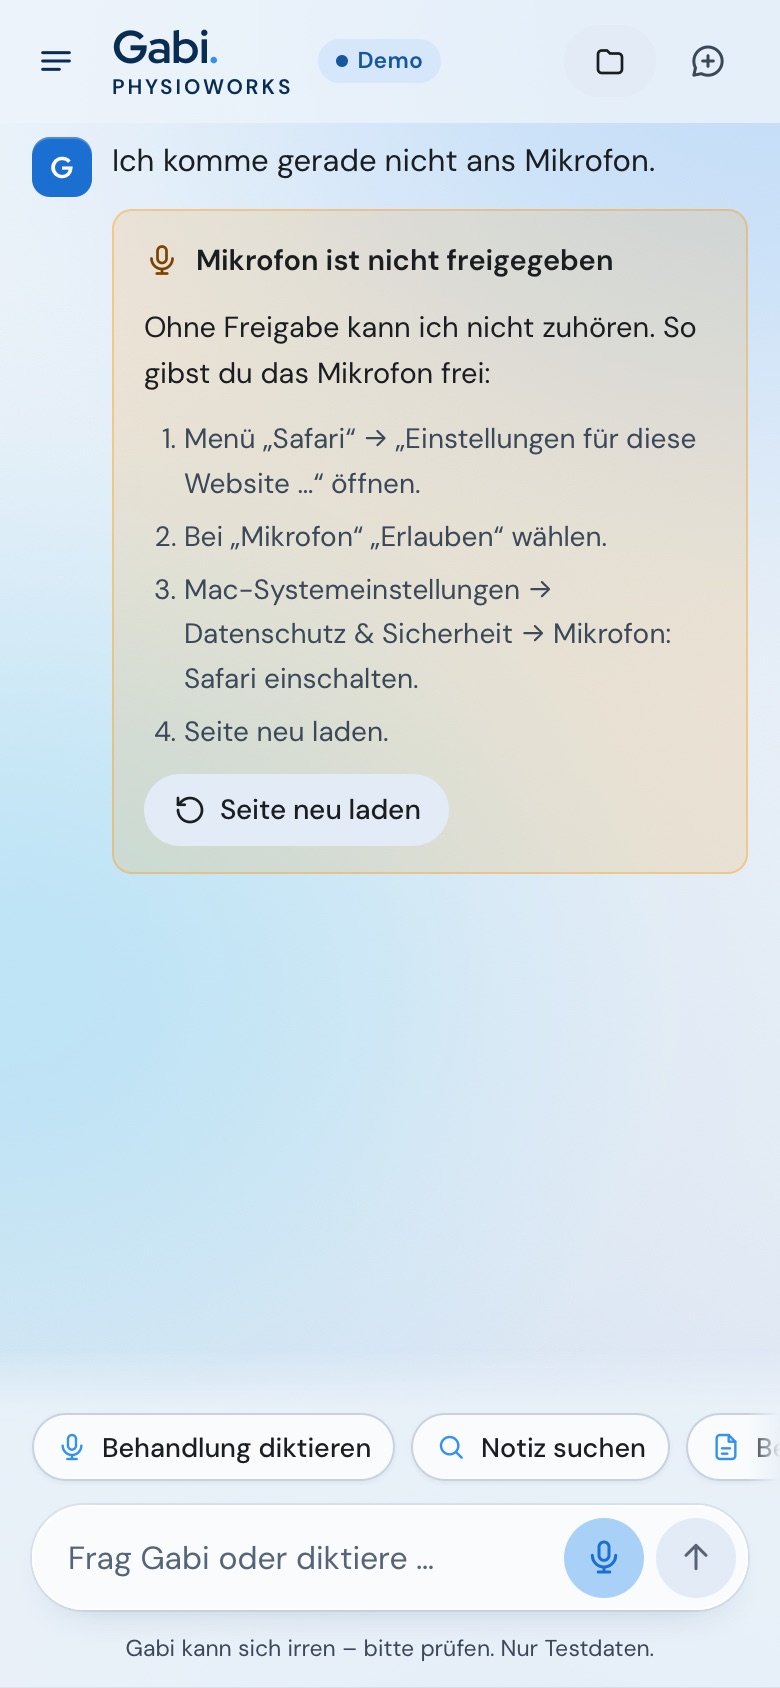 Gabi.
PHYSIOWORKS
Demo
G
Ich komme gerade nicht ans Mikrofon.
Mikrofon ist nicht freigegeben
Ohne Freigabe kann ich nicht zuhören. So
gibst du das Mikrofon frei:
1. Menü „Safari“ → „Einstellungen für diese
Website ...“ öffnen.
2. Bei „Mikrofon“ „Erlauben“ wählen.
3. Mac-Systemeinstellungen →
Datenschutz & Sicherheit → Mikrofon:
Safari einschalten.
4. Seite neu laden.
Seite neu laden
Behandlung diktieren
Notiz suchen
Frag Gabi oder diktiere ...
Gabi kann sich irren – bitte prüfen. Nur Testdaten.